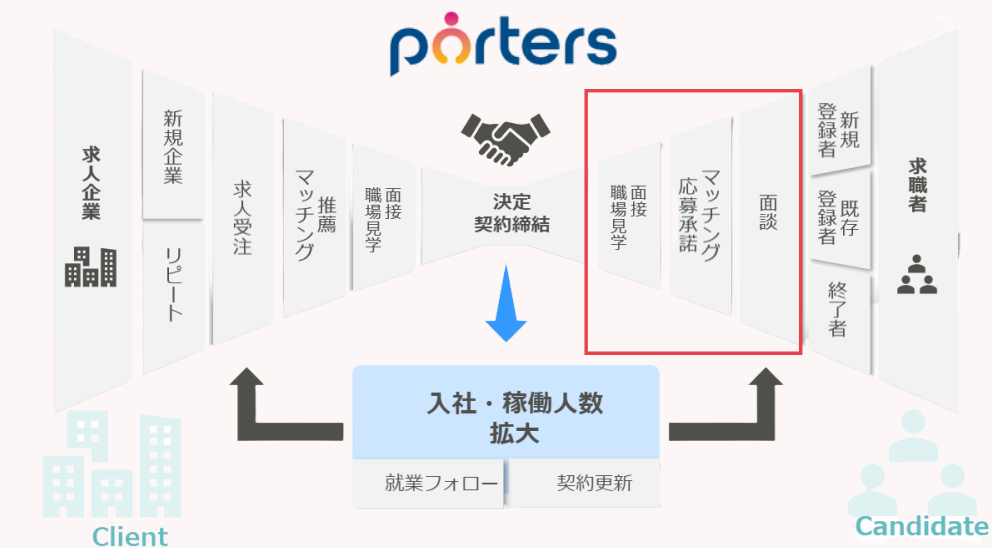 porters
求人企業
新規企業
リピート
求人受注
マッチング
推薦
面接
職場見学
決定
契約締結
面接
職場見学
マッチング
応募承諾
面談
新規
登録者
既存
登録者
終了者
求職者
入社・稼働人数
拡大
就業フォロー
契約更新
Client
Candidate